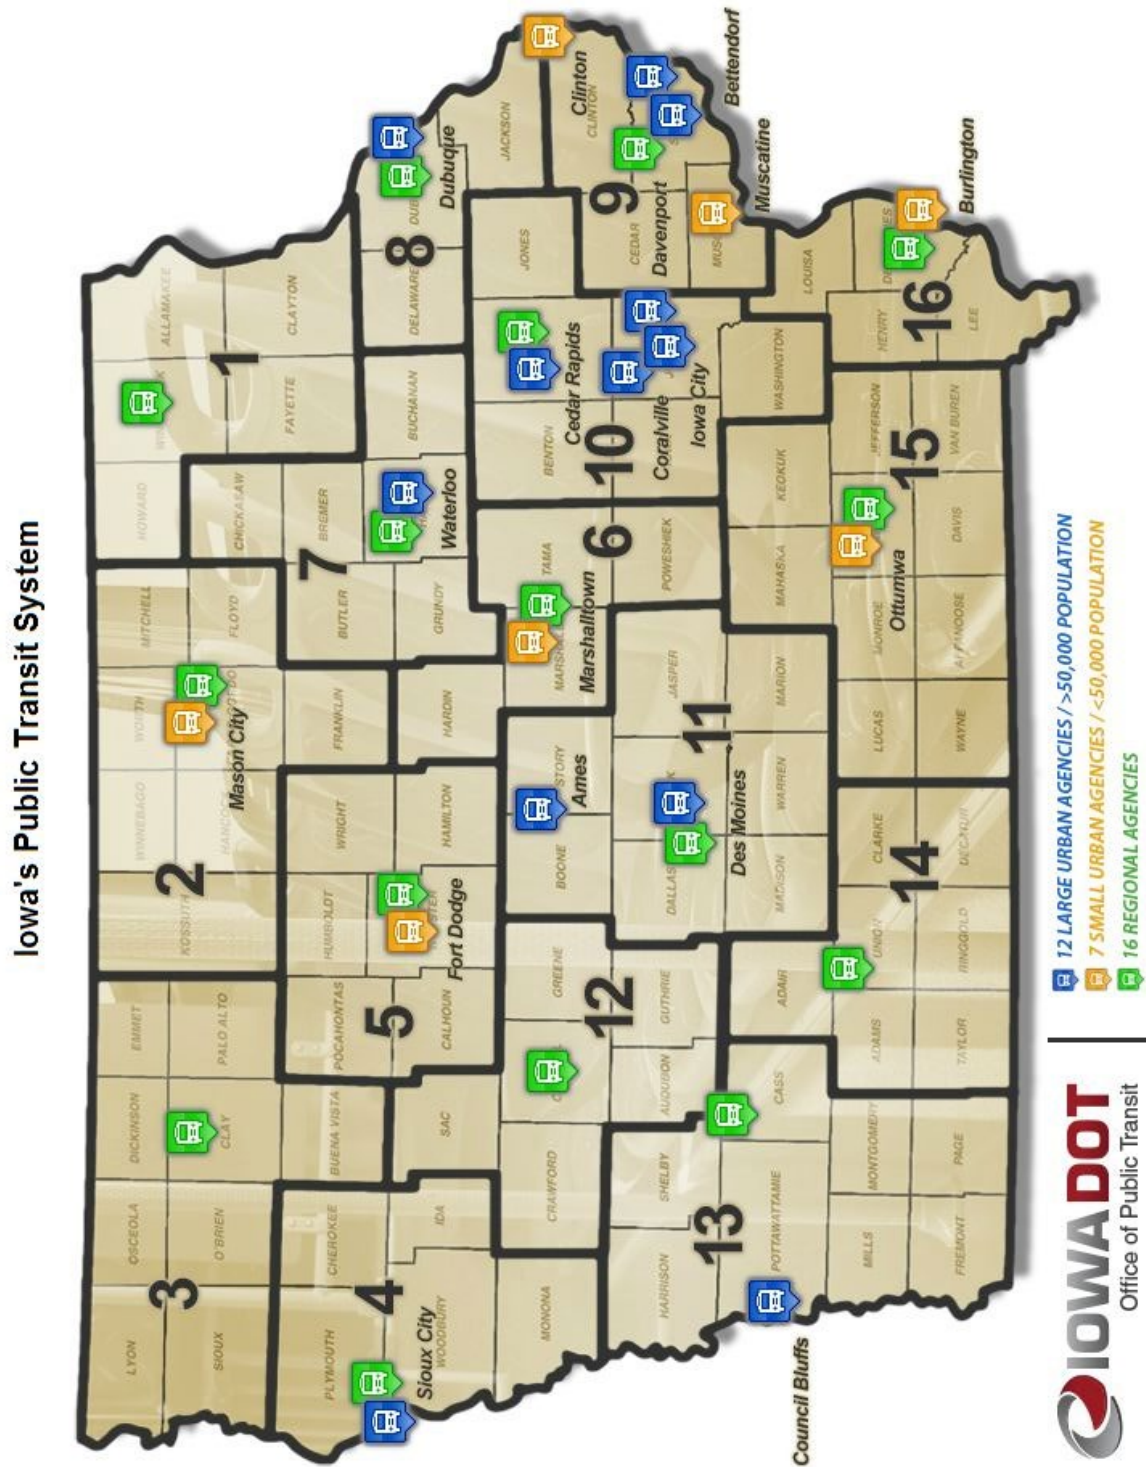 Iowa's Public Transit System
LYON
OSCEOLA
DICKINSON
EMMET
WINNEBAGO
WORTH
MITCHELL
HOWARD
ALLAMAKEE
3
2
1
SIOUX
O'BRIEN
CLAY
PALO ALTO
KOSSUTH
FLOYD
CHICKASAW
Mason City
FAYETTE
CLAYTON
PLYMOUTH
CHEROKEE
BUENA VISTA
POCAHONTAS
HUMBOLDT
WRIGHT
FRANKLIN
BUTLER
BREMER
7
4
5
8
Sioux City
WOODBURY
IDA
SAC
CALHOUN
Fort Dodge
HAMILTON
HARDIN
GRUNDY
Waterloo
BUCHANAN
DELAWARE
Dubuque
JACKSON
MONONA
CRAWFORD
GREENE
BOONE
STORY
Ames
Marshalltown
TAMA
BENTON
Cedar Rapids
JONES
Clinton
CLINTON
12
6
10
9
CEDAR
Davenport
Bettendorf
HARRISON
SHELBY
AUDUBON
GUTHRIE
DALLAS
JASPER
POWESHIEK
Coralville
Iowa City
Muscatine
13
11
Des Moines
POTTAWATTAMIE
Council Bluffs
CASS
ADAIR
MADISON
WARREN
MARION
MAHASKA
KEOKUK
WASHINGTON
LOUISA
MILLS
MONTGOMERY
ADAMS
UNION
CLARKE
LUCAS
MONROE
Ottumwa
JEFFERSON
HENRY
14
15
16
Burlington
FREMONT
PAGE
TAYLOR
RINGGOLD
DECATUR
WAYNE
APPANOOSE
DAVIS
VAN BUREN
LEE
IOWADOT
Office of Public Transit
12 LARGE URBAN AGENCIES / >50,000 POPULATION
7 SMALL URBAN AGENCIES / <50,000 POPULATION
16 REGIONAL AGENCIES